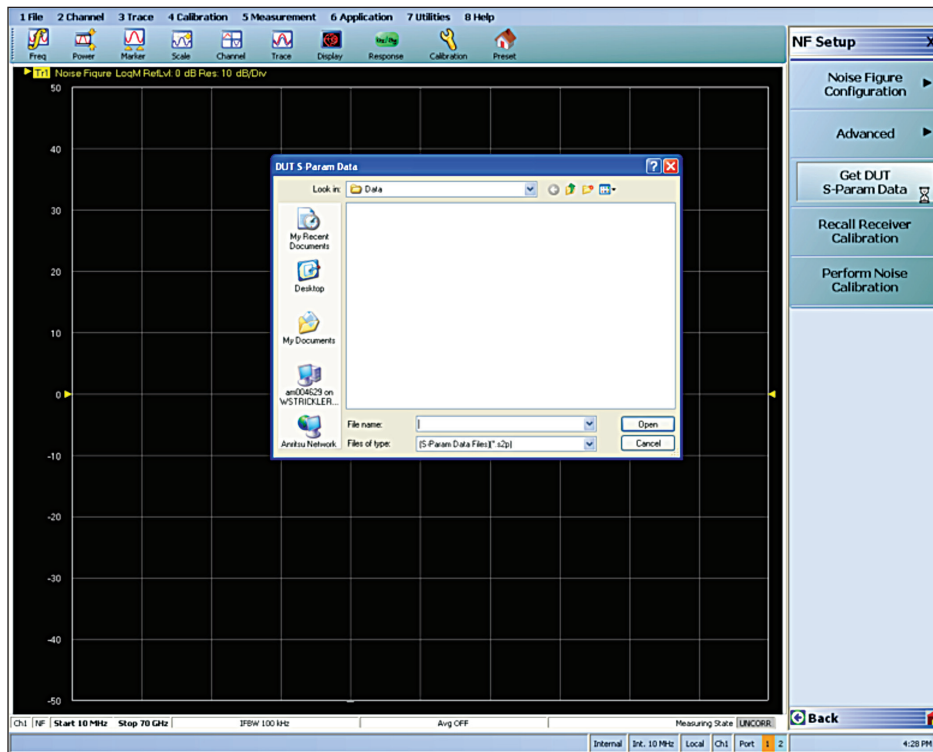 1 File 2 Channel 3 Trace 4 Calibration 5 Measurement 6 Application 7 Utilities 8 Help
Freq Power Marker Scale Channel Trace Display Response Calibration Preset
Tr1 Noise Figure LogM RefLvl: 0 dB Res: 10 dB/Div
50
40
30
20
10
0
-10
-20
-30
-40
-50
DUT S-Param Data
Look in: Data
My Recent
Documents
Desktop
My Documents
am004629 on
WSTRICKLER...
Anritsu Network
File name:
Open
Files of type: (S-Param Data Files)(*.s2p)
Cancel
NF Setup X
Noise Figure
Configuration
Advanced
Get DUT
S-Param Data
Recall Receiver
Calibration
Perform Noise
Calibration
Back
Ch1 NF Start 10 MHz Stop 70 GHz IFBW 100 kHz Avg OFF Measuring State UNCORR
Internal Int. 10 MHz Local Ch1 Port 1 2 4:28 PM